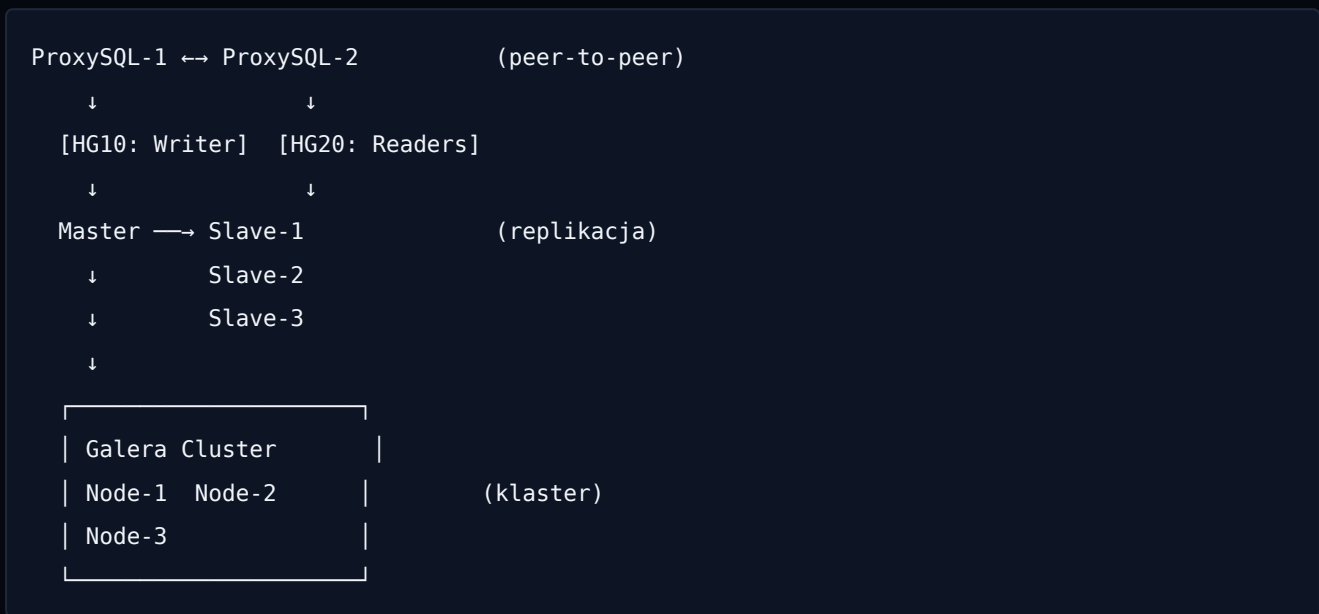 ProxySQL-1 ←→ ProxySQL-2          (peer-to-peer)
    ↓               ↓
  [HG10: Writer]  [HG20: Readers]
    ↓               ↓
  Master ──→ Slave-1              (replikacja)
    ↓        Slave-2
    ↓        Slave-3
    ↓
  ┌─────────────────────┐
  │ Galera Cluster       │
  │ Node-1  Node-2      │        (klaster)
  │ Node-3              │
  └─────────────────────┘